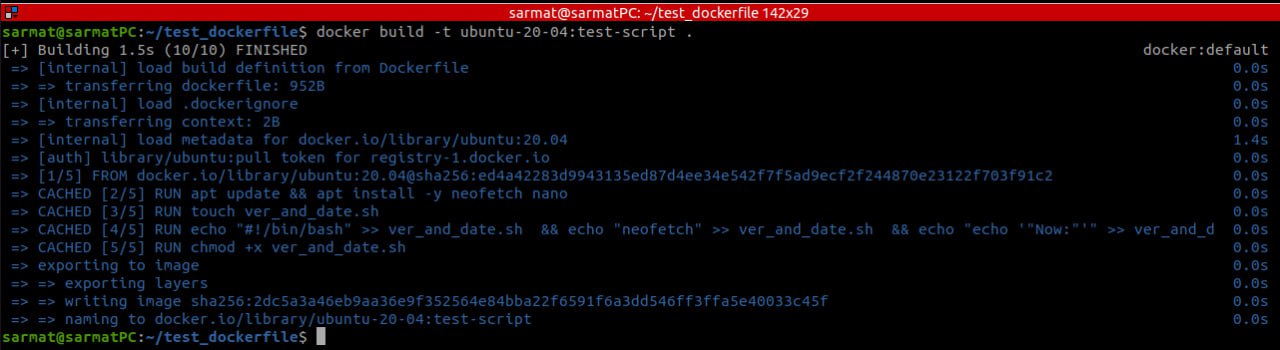 sarmat@sarmatPC: ~/test_dockerfile 142x29
sarmat@sarmatPC:~/test_dockerfile$ docker build -t ubuntu-20-04:test-script .
[+] Building 1.5s (10/10) FINISHED docker:default
=> [internal] load build definition from Dockerfile 0.0s
=> => transferring dockerfile: 952B 0.0s
=> [internal] load .dockerignore 0.0s
=> => transferring context: 2B 0.0s
=> [internal] load metadata for docker.io/library/ubuntu:20.04 1.4s
=> [auth] library/ubuntu:pull token for registry-1.docker.io 0.0s
=> [1/5] FROM docker.io/library/ubuntu:20.04@sha256:ed4a42283d9943135ed87d4ee34e542f7f5ad9ecf2f244870e23122f703f91c2 0.0s
=> CACHED [2/5] RUN apt update && apt install -y neofetch nano 0.0s
=> CACHED [3/5] RUN touch ver_and_date.sh 0.0s
=> CACHED [4/5] RUN echo "#!/bin/bash" >> ver_and_date.sh && echo "neofetch" >> ver_and_date.sh && echo "echo '"Now:"'" >> ver_and_d 0.0s
=> CACHED [5/5] RUN chmod +x ver_and_date.sh 0.0s
=> exporting to image 0.0s
=> => exporting layers 0.0s
=> => writing image sha256:2dc5a3a46eb9aa36e9f352564e84bba22f6591f6a3dd546ff3ffa5e40033c45f 0.0s
=> => naming to docker.io/library/ubuntu-20-04:test-script 0.0s
sarmat@sarmatPC:~/test_dockerfile$